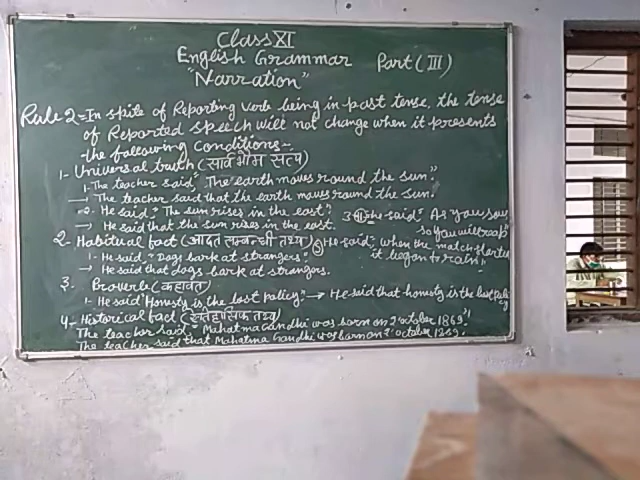 Class XI
English Grammar Part (III)
"Narration"
Rule 2 = In spite of Reporting verb being in past tense, the tense
of Reported speech will not change when it presents
the following conditions -
1- Universal truth (सार्वभौम सत्य)
1- The teacher said "The earth moves round the sun."
→ The teacher said that the earth moves round the sun.
2- He said "The sun rises in the east."
→ He said that the sun rises in the east.
3 He said "As you sow,
so you will reap"
2- Habitual fact (आदत सम्बन्धी तथ्य)
1- He said, "Dogs bark at strangers."
→ He said that dogs bark at strangers.
He said "when the match started
it began to rain"
3- Proverb (कहावत)
1- He said "Honesty is the best policy" → He said that honesty is the best policy
4- Historical fact (ऐतिहासिक तथ्य)
The teacher said "Mahatma Gandhi was born on 2 october 1869"
The teacher said that Mahatma Gandhi was born on 2 october 1869.